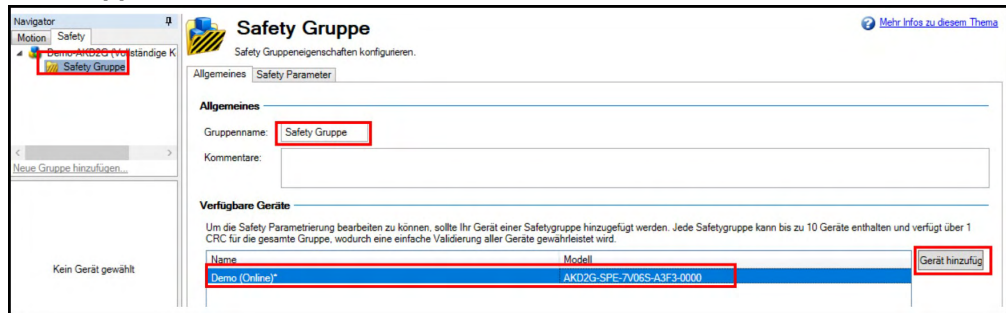 Navigator
Motion Safety
Demo-AKD2G (Vollständige K
Safety Gruppe
Neue Gruppe hinzufügen...
Kein Gerät gewählt
Safety Gruppe
Mehr Infos zu diesem Thema
Safety Gruppeneigenschaften konfigurieren.
Allgemeines Safety Parameter
Allgemeines
Gruppenname: Safety Gruppe
Kommentare:
Verfügbare Geräte
Um die Safety Parametrierung bearbeiten zu können, sollte Ihr Gerät einer Safetygruppe hinzugefügt werden. Jede Safetygruppe kann bis zu 10 Geräte enthalten und verfügt über 1
CRC für die gesamte Gruppe, wodurch eine einfache Validierung aller Geräte gewährleistet wird.
Name Modell
Gerät hinzufüg
Demo (Online)* AKD2G-SPE-7V06S-A3F3-0000